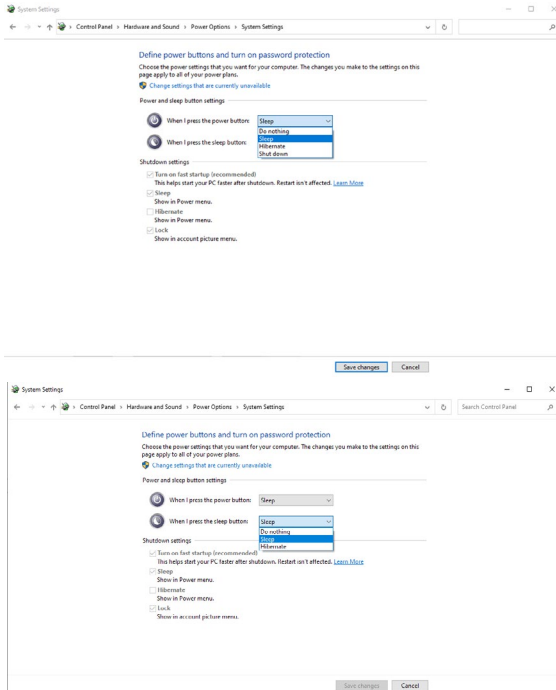 System Settings
Control Panel › Hardware and Sound › Power Options › System Settings
Define power buttons and turn on password protection
Choose the power settings that you want for your computer. The changes you make to the settings on this
page apply to all of your power plans.
Change settings that are currently unavailable
Power and sleep button settings
When I press the power button: Sleep
Do nothing
Sleep
Hibernate
Shut down
When I press the sleep button:
Shutdown settings
Turn on fast startup (recommended)
This helps start your PC faster after shutdown. Restart isn't affected. Learn More
Sleep
Show in Power menu.
Hibernate
Show in Power menu.
Lock
Show in account picture menu.
Save changes Cancel
System Settings
Control Panel › Hardware and Sound › Power Options › System Settings Search Control Panel
Define power buttons and turn on password protection
Choose the power settings that you want for your computer. The changes you make to the settings on this
page apply to all of your power plans.
Change settings that are currently unavailable
Power and sleep button settings
When I press the power button: Sleep
When I press the sleep button: Sleep
Do nothing
Sleep
Hibernate
Shutdown settings
Turn on fast startup (recommended)
This helps start your PC faster after shutdown. Restart isn't affected. Learn More
Sleep
Show in Power menu.
Hibernate
Show in Power menu.
Lock
Show in account picture menu.
Save changes Cancel